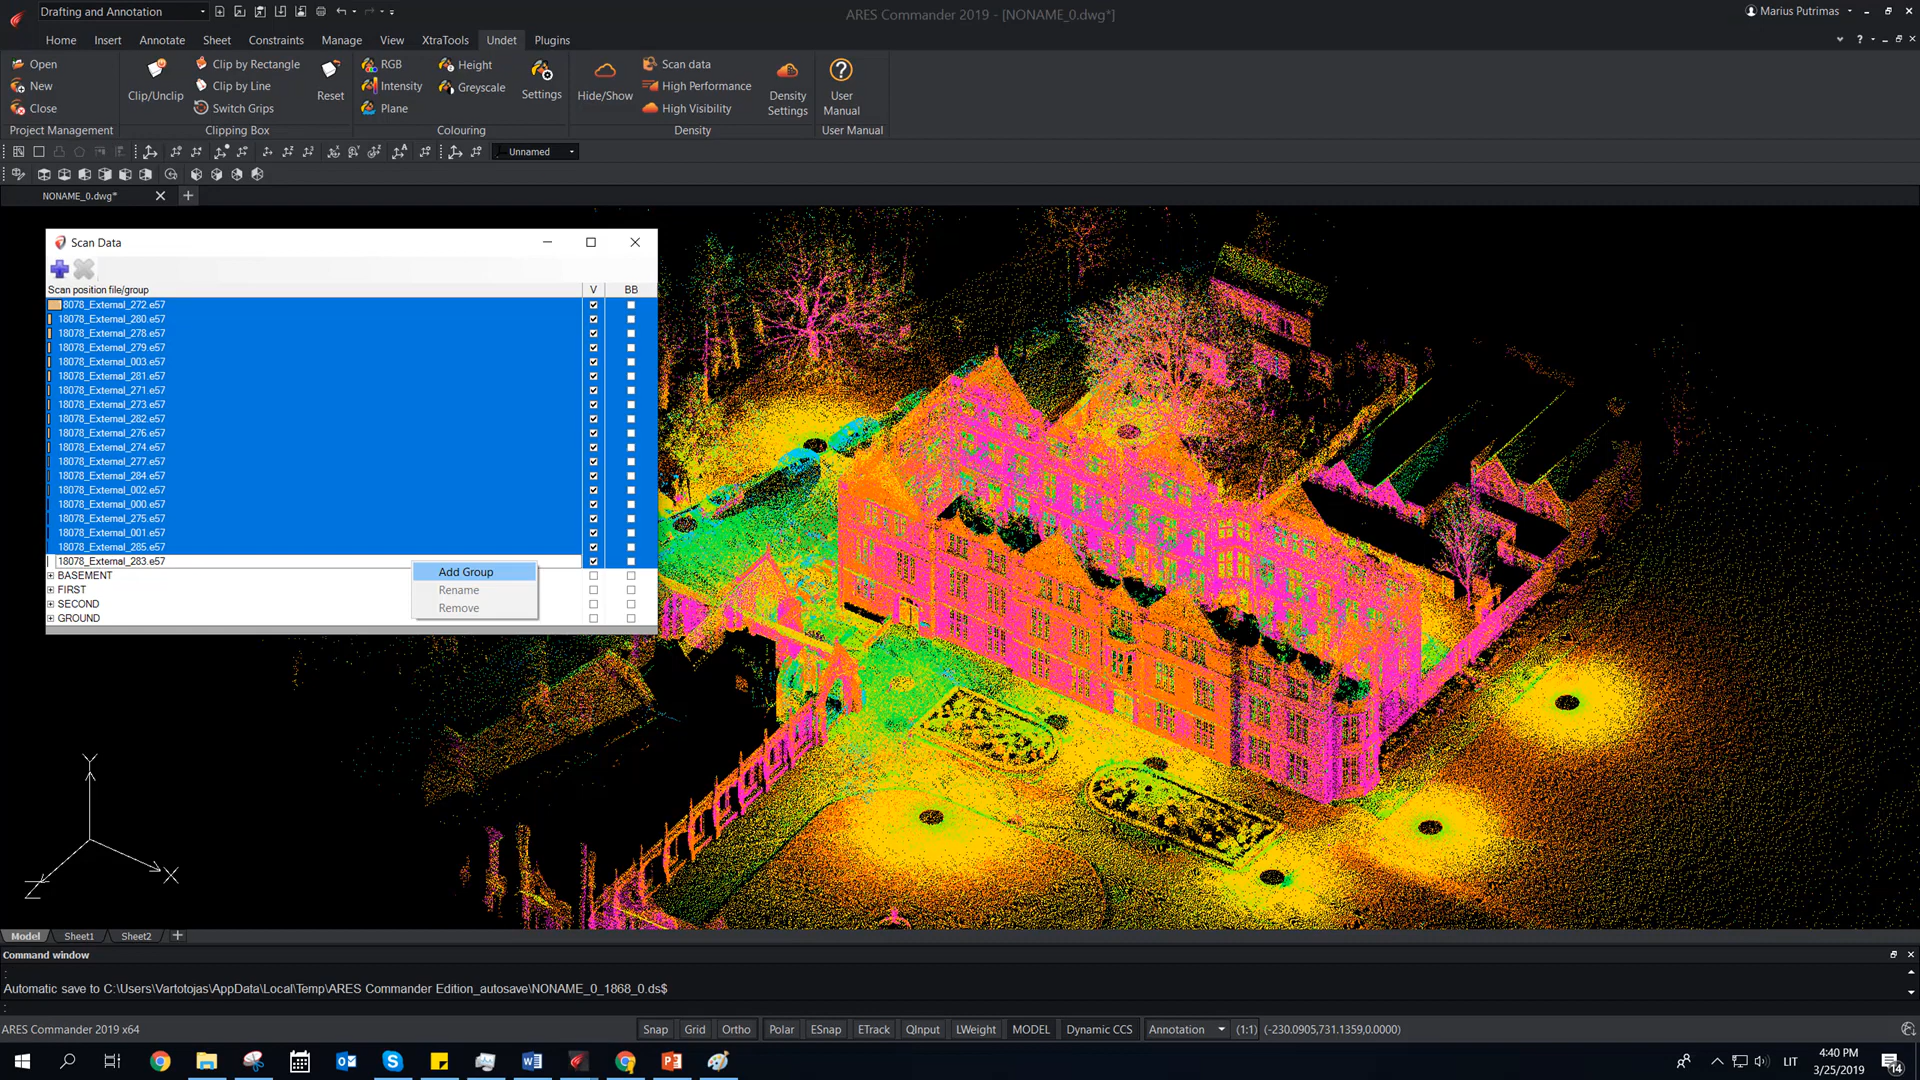 Drafting and Annotation
ARES Commander 2019 - [NONAME_0.dwg*]
Marius Putrimas
Home Insert Annotate Sheet Constraints Manage View XtraTools Undet Plugins
Open
New
Close
Project Management
Clip/Unclip
Clip by Rectangle
Clip by Line
Switch Grips
Reset
Clipping Box
RGB
Intensity
Plane
Height
Greyscale
Settings
Colouring
Hide/Show
Scan data
High Performance
High Visibility
Density Settings
Density
User Manual
User Manual
Unnamed
NONAME_0.dwg*
Scan Data
Scan position file/group V BB
8078_External_272.e57
18078_External_280.e57
18078_External_278.e57
18078_External_279.e57
18078_External_003.e57
18078_External_281.e57
18078_External_271.e57
18078_External_273.e57
18078_External_282.e57
18078_External_276.e57
18078_External_274.e57
18078_External_277.e57
18078_External_284.e57
18078_External_002.e57
18078_External_000.e57
18078_External_275.e57
18078_External_001.e57
18078_External_285.e57
18078_External_283.e57
BASEMENT
FIRST
SECOND
GROUND
Add Group
Rename
Remove
Y
X
Z
Model Sheet1 Sheet2
Command window
:
Automatic save to C:\Users\Vartotojas\AppData\Local\Temp\ARES Commander Edition_autosave\NONAME_0_1868_0.ds$
:
ARES Commander 2019 x64
Snap Grid Ortho Polar ESnap ETrack QInput LWeight MODEL Dynamic CCS Annotation (1:1) (-230.0905,731.1359,0.0000)
LIT
4:40 PM
3/25/2019
14